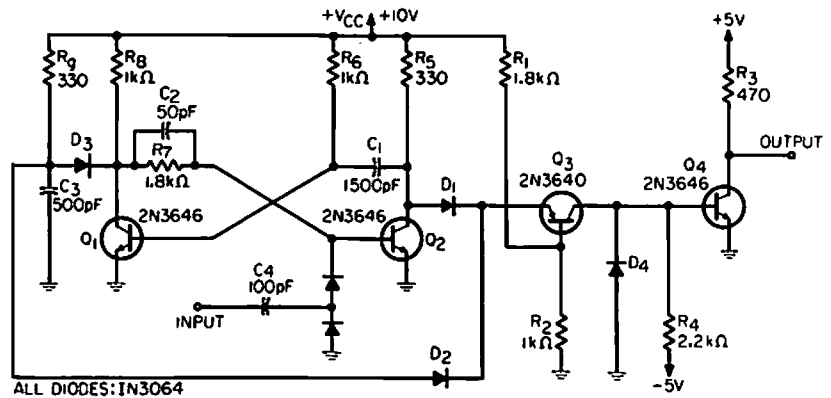 +VCC +10V
+5V
R9
330
R8
1kΩ
R6
1kΩ
R5
330
R1
1.8kΩ
R3
470
C2
50pF
D3
R7
1.8kΩ
C1
1500pF
OUTPUT
Q3
2N3640
Q4
2N3646
D1
C3
500pF
2N3646
Q1
2N3646
Q2
C4
100pF
INPUT
D4
R2
1kΩ
R4
2.2kΩ
-5V
D2
ALL DIODES: IN3064